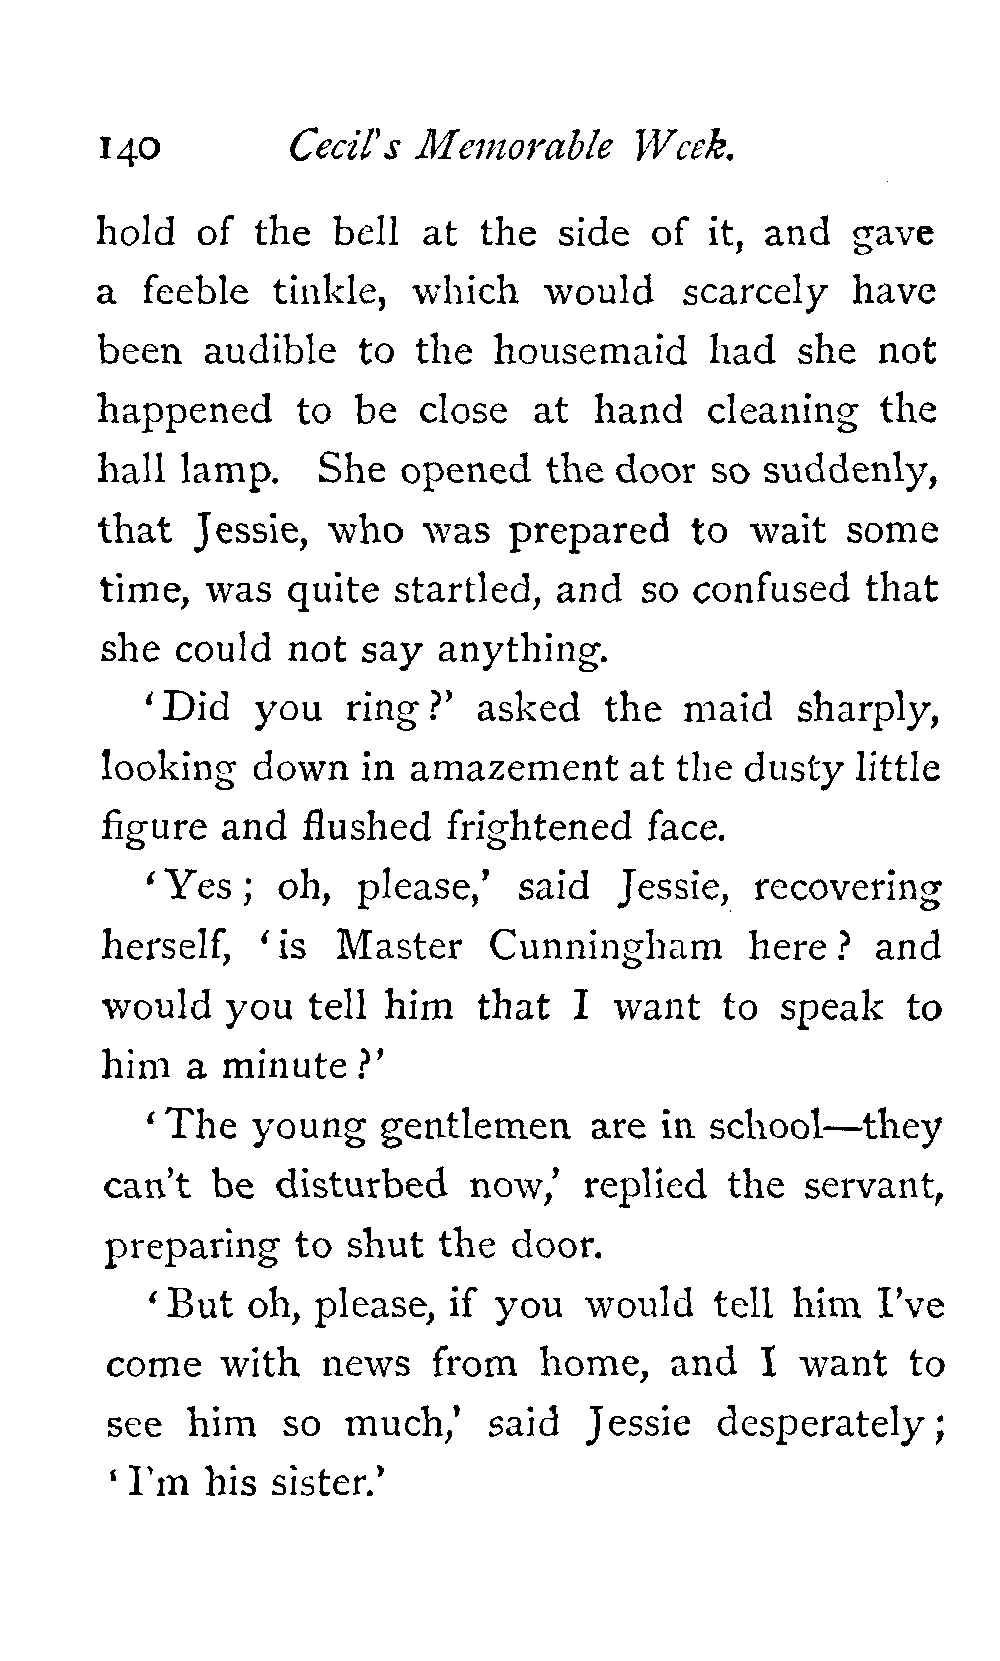 140 Cecil's Memorable Week.
hold of the bell at the side of it, and gave
a feeble tinkle, which would scarcely have
been audible to the housemaid had she not
happened to be close at hand cleaning the
hall lamp. She opened the door so suddenly,
that Jessie, who was prepared to wait some
time, was quite startled, and so confused that
she could not say anything.
‘Did you ring?’ asked the maid sharply,
looking down in amazement at the dusty little
figure and flushed frightened face.
‘Yes; oh, please,’ said Jessie, recovering
herself, ‘is Master Cunningham here? and
would you tell him that I want to speak to
him a minute?’
‘The young gentlemen are in school—they
can't be disturbed now,’ replied the servant,
preparing to shut the door.
‘But oh, please, if you would tell him I've
come with news from home, and I want to
see him so much,’ said Jessie desperately;
‘I'm his sister.’